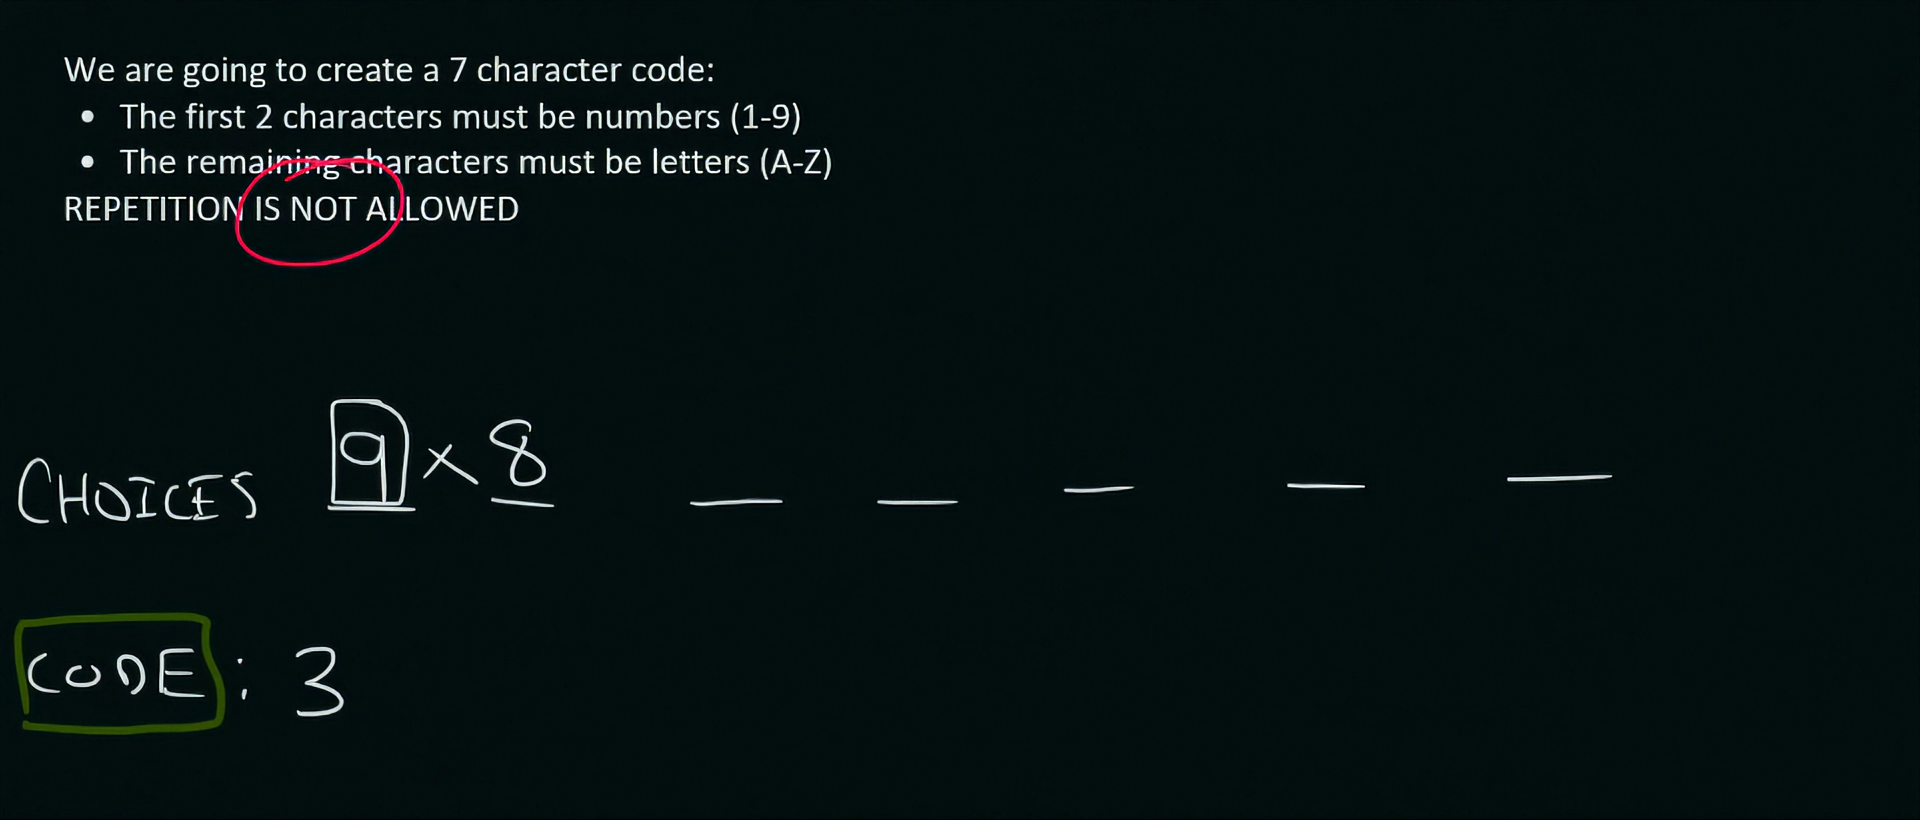 We are going to create a 7 character code:
• The first 2 characters must be numbers (1-9)
• The remaining characters must be letters (A-Z)
REPETITION IS NOT ALLOWED
CHOICES 9 × 8
CODE : 3